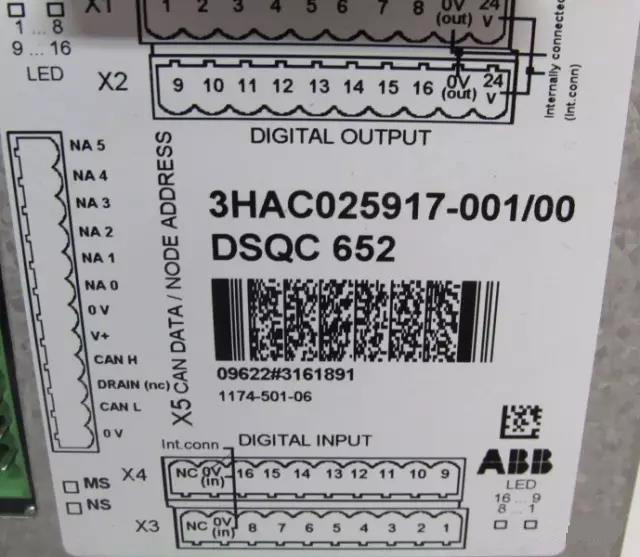 X1 1 2 3 4 5 6 7 8 0V (out) 24 V
1 ... 8
9 ... 16
LED
X2 9 10 11 12 13 14 15 16 0V (out) 24 V
Internally connected
(Int.conn)
DIGITAL OUTPUT
X5 CAN DATA / NODE ADDRESS
NA 5
NA 4
NA 3
NA 2
NA 1
NA 0
0 V
V+
CAN H
DRAIN (nc)
CAN L
0 V
3HAC025917-001/00
DSQC 652
09622#3161891
1174-501-06
Int.conn
DIGITAL INPUT
ABB
MS
NS
X4 NC 0V (in) 16 15 14 13 12 11 10 9
X3 NC 0V (in) 8 7 6 5 4 3 2 1
LED
16 ... 9
8 ... 1